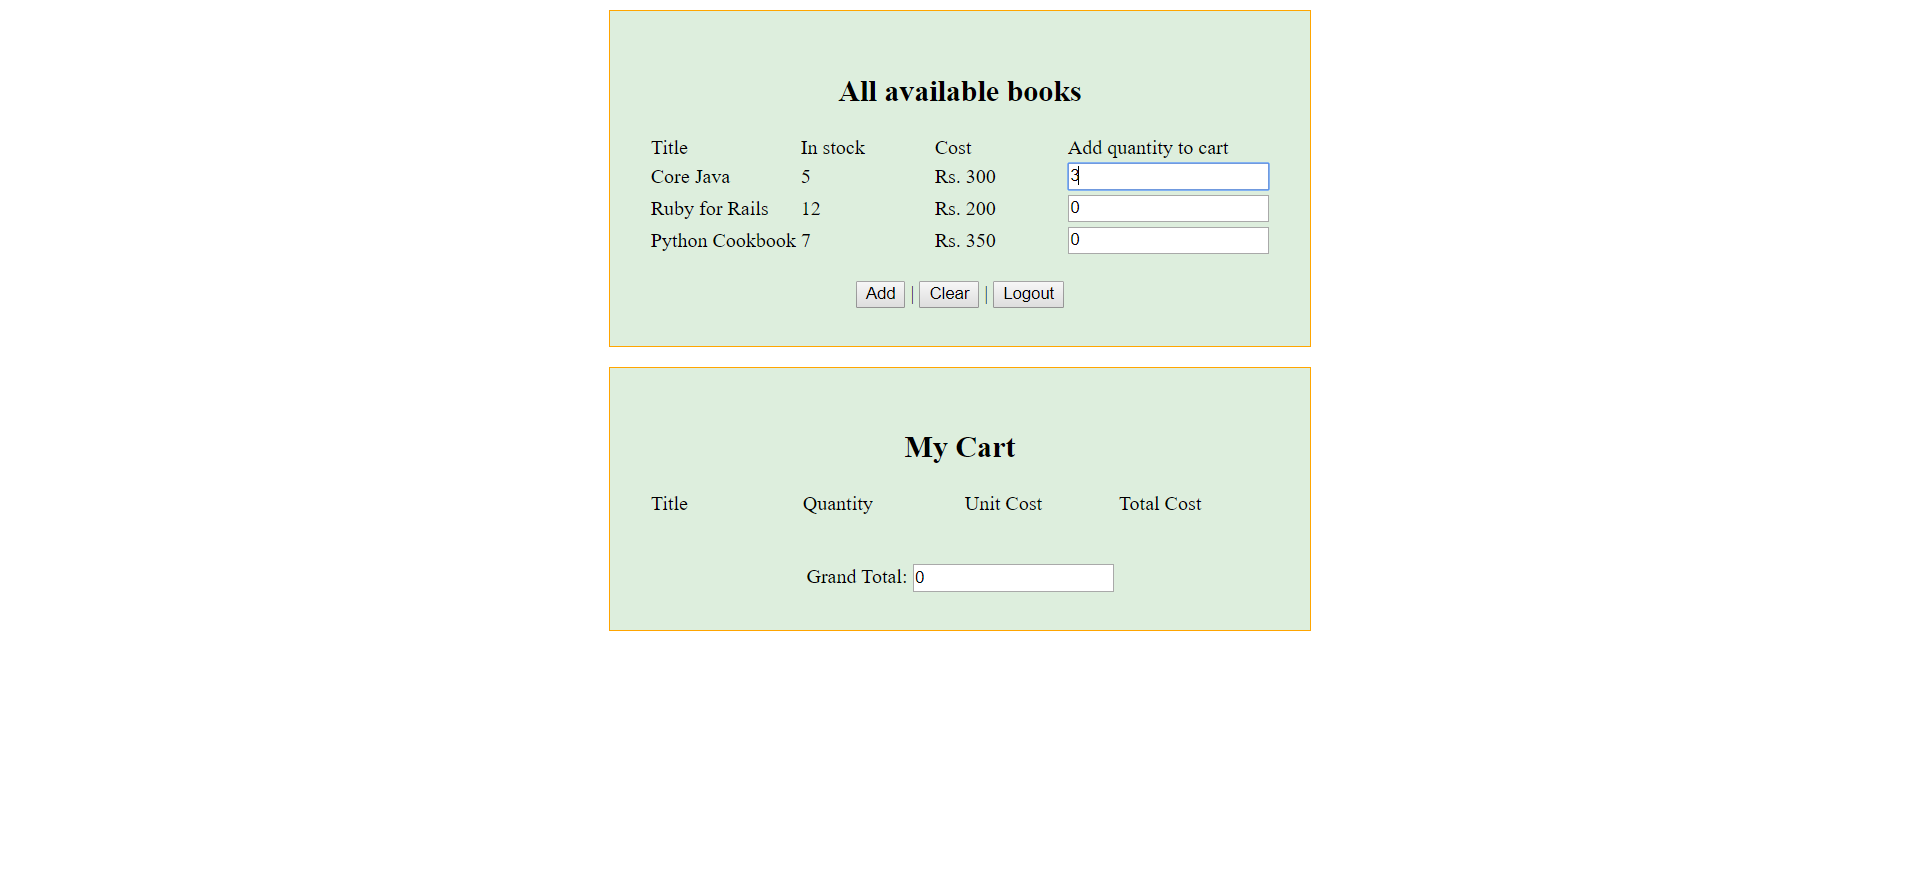 All available books
Title In stock Cost Add quantity to cart
Core Java 5 Rs. 300 3
Ruby for Rails 12 Rs. 200 0
Python Cookbook 7 Rs. 350 0
Add | Clear | Logout
My Cart
Title Quantity Unit Cost Total Cost
Grand Total: 0